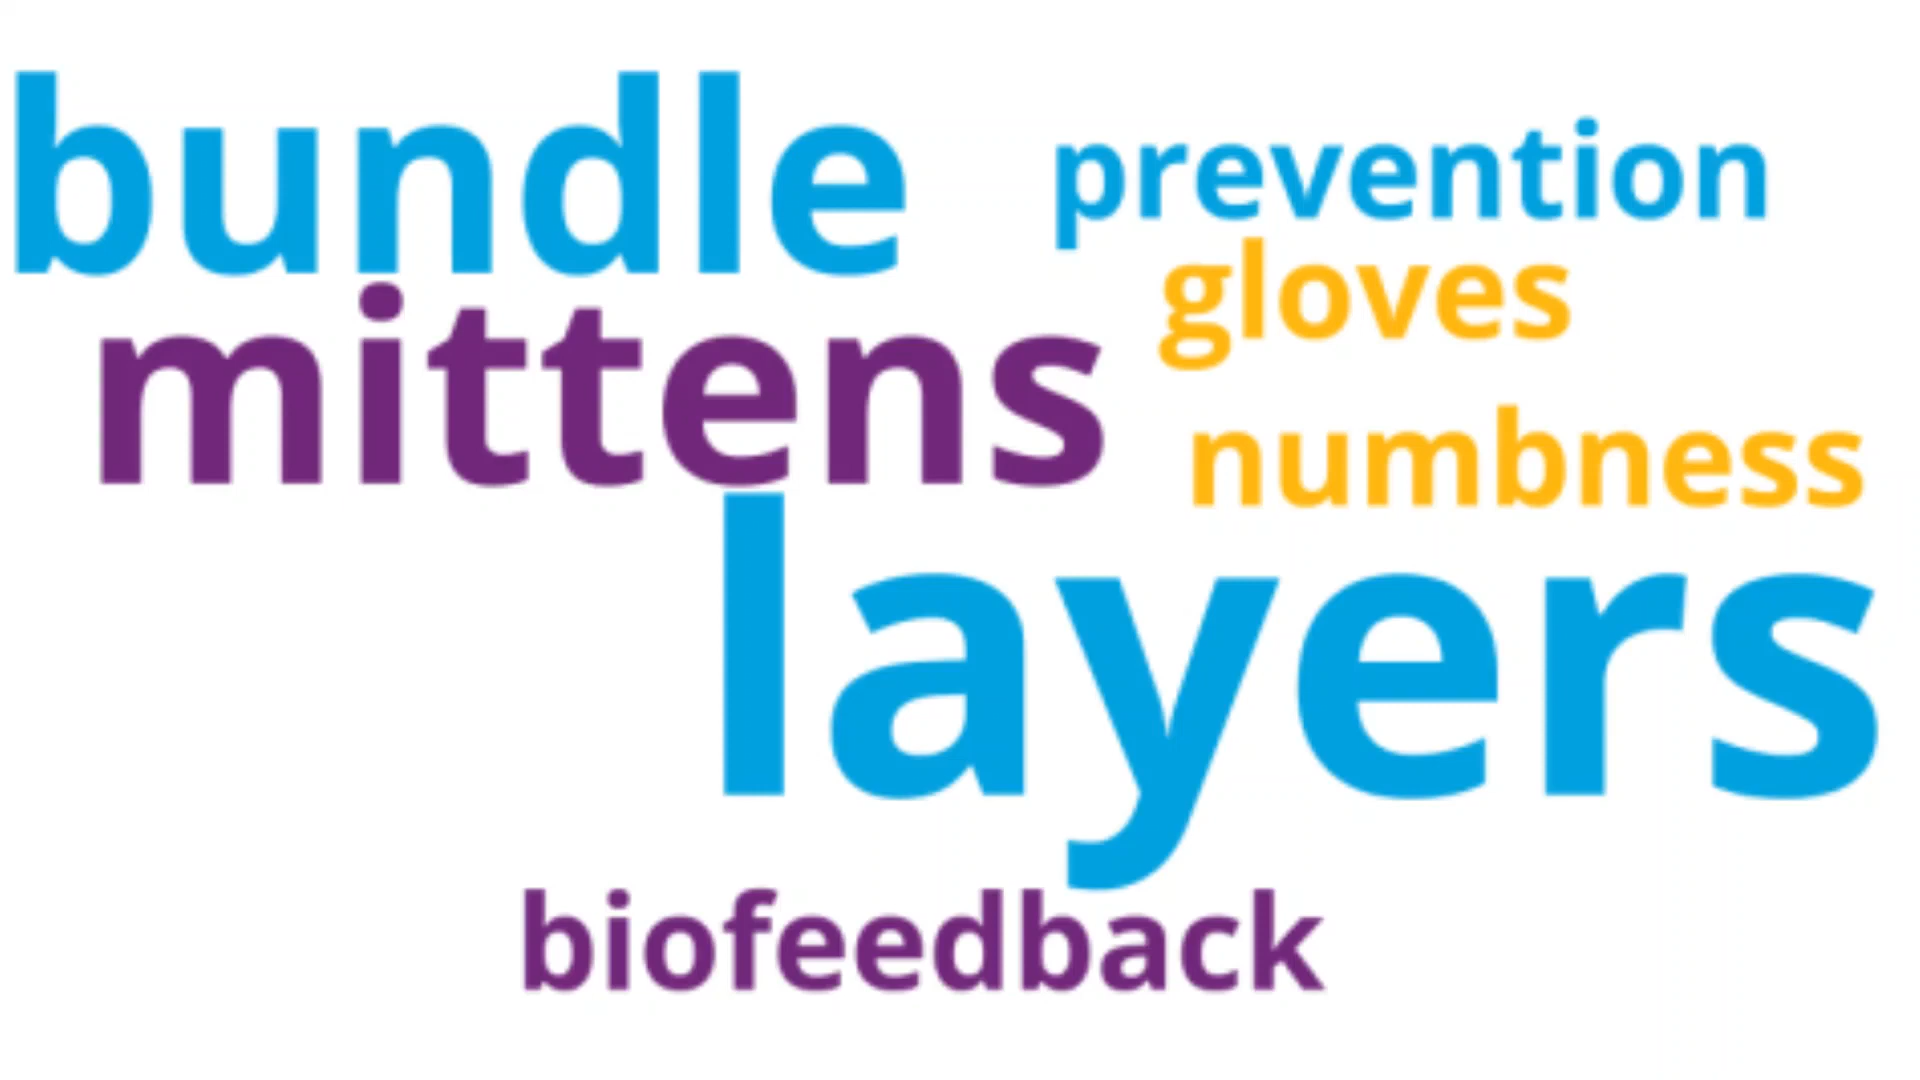 bundle
prevention
gloves
mittens
numbness
layers
biofeedback